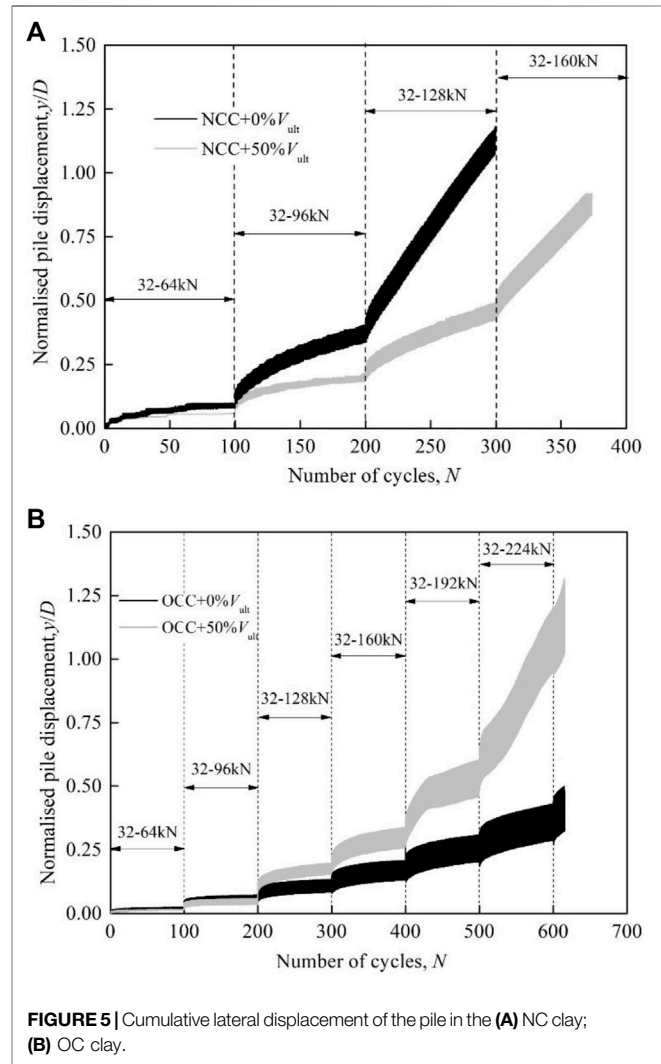 A
1.50
1.25
1.00
0.75
0.50
0.25
0.00
Normalised pile displacement,y/D
32-160kN
32-128kN
NCC+0%Vult
NCC+50%Vult
32-96kN
32-64kN
0 50 100 150 200 250 300 350 400
Number of cycles, N
B
1.50
1.25
1.00
0.75
0.50
0.25
0.00
Normalised pile displacement,y/D
32-224kN
32-192kN
OCC+0%Vult
OCC+50%Vult
32-160kN
32-128kN
32-96kN
32-64kN
0 100 200 300 400 500 600 700
Number of cycles, N
FIGURE 5 | Cumulative lateral displacement of the pile in the (A) NC clay;
(B) OC clay.